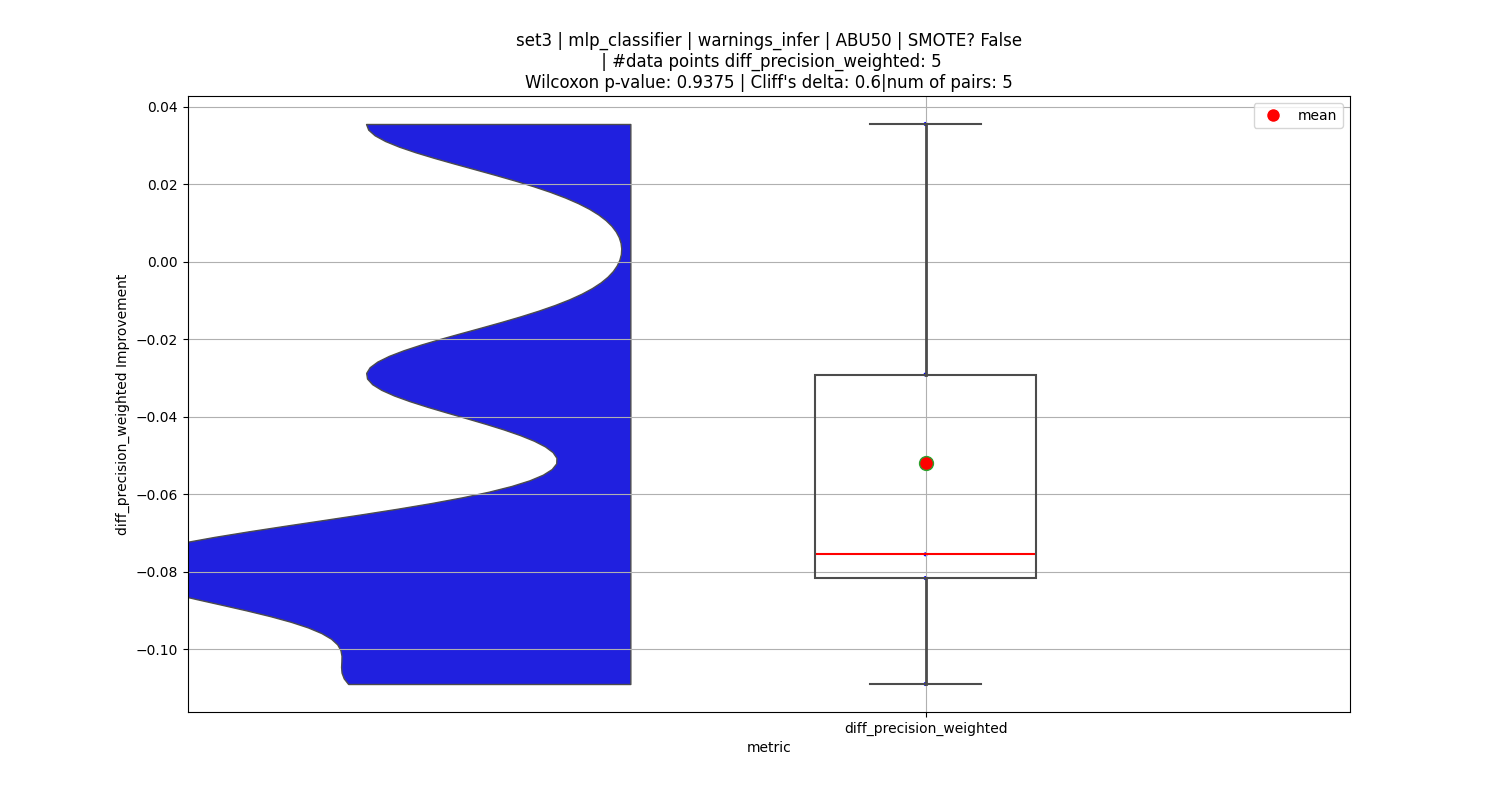 set3 | mlp_classifier | warnings_infer | ABU50 | SMOTE? False
| #data points diff_precision_weighted: 5
Wilcoxon p-value: 0.9375 | Cliff's delta: 0.6|num of pairs: 5
mean
0.04
0.02
0.00
−0.02
−0.04
−0.06
−0.08
−0.10
diff_precision_weighted Improvement
diff_precision_weighted
metric